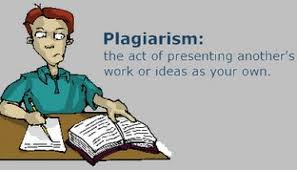 Plagiarism:
the act of presenting another's
work or ideas as your own.